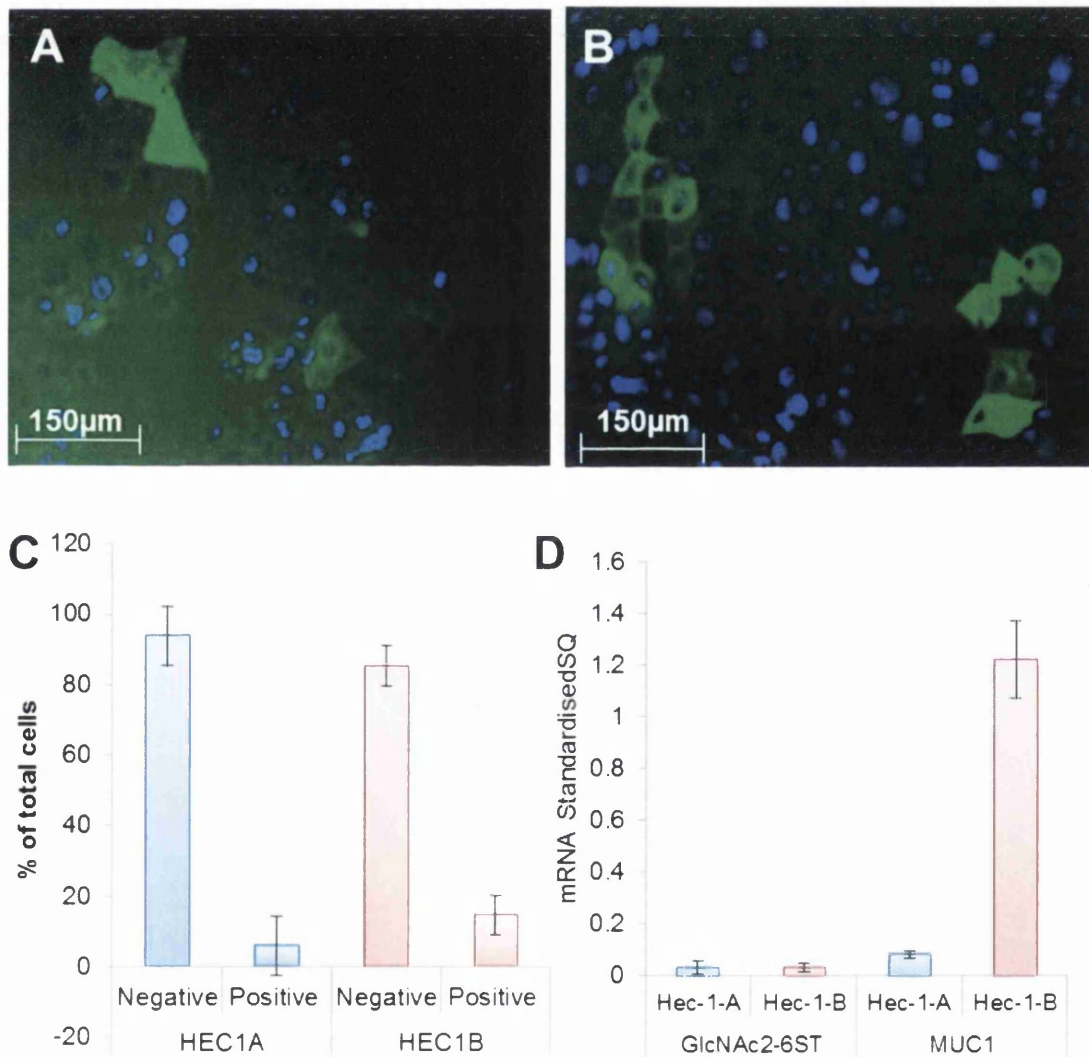 A
B
150µm
150µm
C
120
100
80
60
40
20
0
-20
% of total cells
Negative Positive Negative Positive
HEC1A HEC1B
D
1.6
1.4
1.2
1
0.8
0.6
0.4
0.2
0
mRNA StandardisedSQ
Hec-1-A Hec-1-B Hec-1-A Hec-1-B
GlcNAc2-6ST MUC1